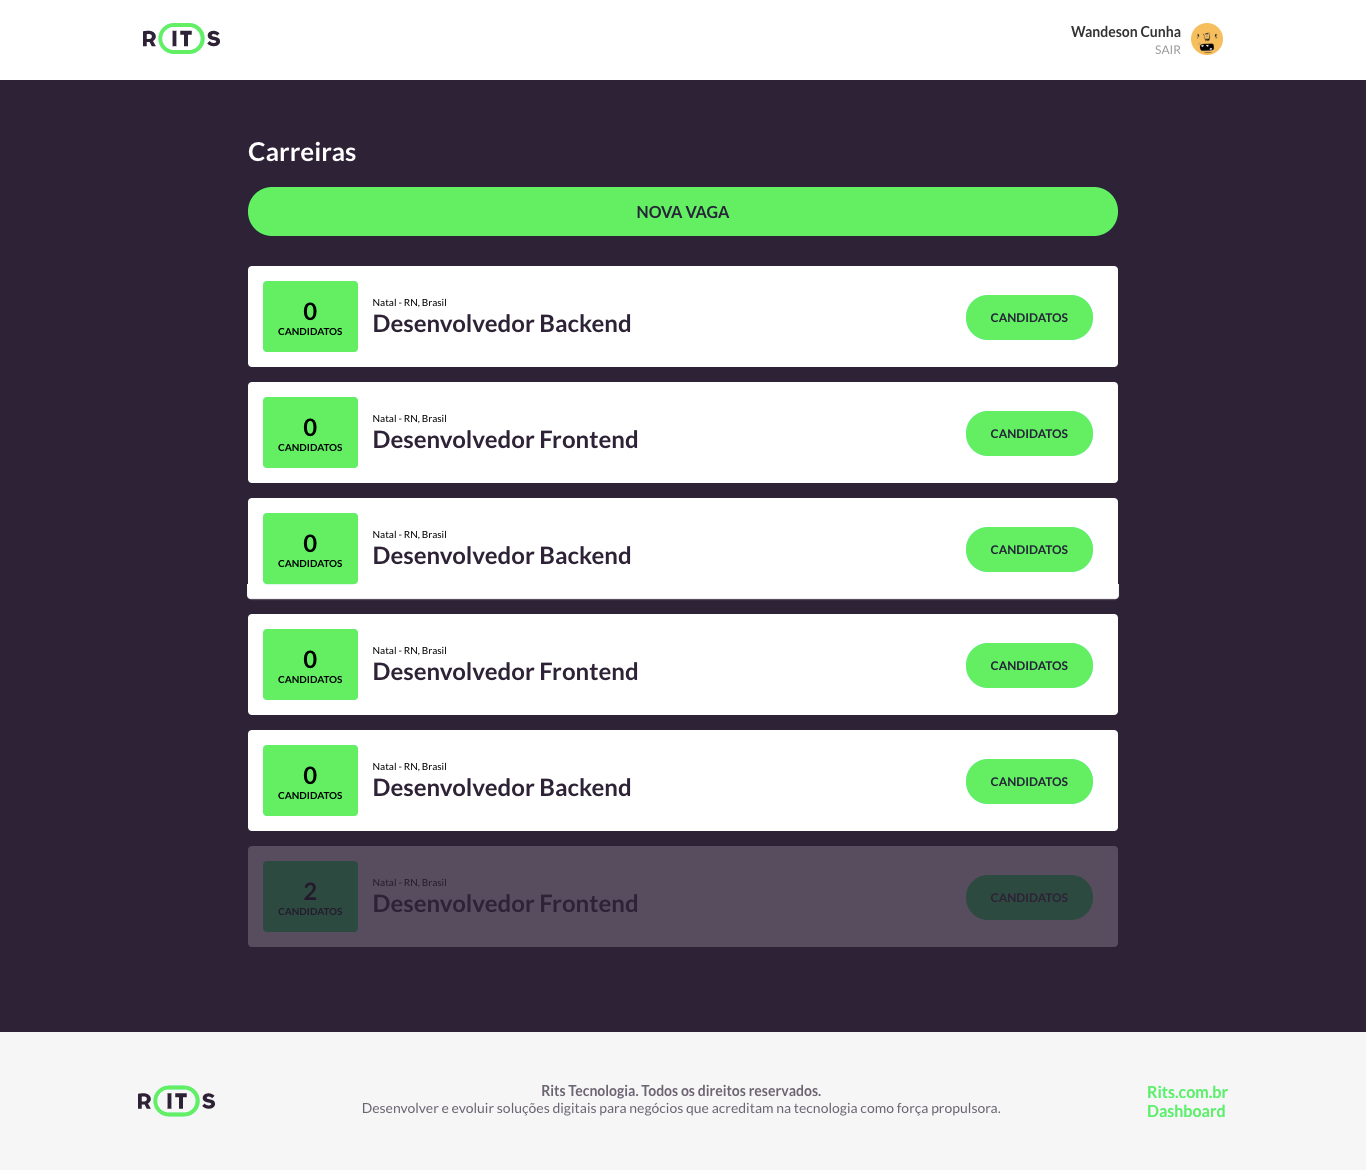 RITS
Wandeson Cunha
SAIR
Carreiras
NOVA VAGA
0
CANDIDATOS
Natal - RN, Brasil
Desenvolvedor Backend
CANDIDATOS
0
CANDIDATOS
Natal - RN, Brasil
Desenvolvedor Frontend
CANDIDATOS
0
CANDIDATOS
Natal - RN, Brasil
Desenvolvedor Backend
CANDIDATOS
0
CANDIDATOS
Natal - RN, Brasil
Desenvolvedor Frontend
CANDIDATOS
0
CANDIDATOS
Natal - RN, Brasil
Desenvolvedor Backend
CANDIDATOS
2
CANDIDATOS
Natal - RN, Brasil
Desenvolvedor Frontend
CANDIDATOS
RITS
Rits Tecnologia. Todos os direitos reservados.
Desenvolver e evoluir soluções digitais para negócios que acreditam na tecnologia como força propulsora.
Rits.com.br
Dashboard